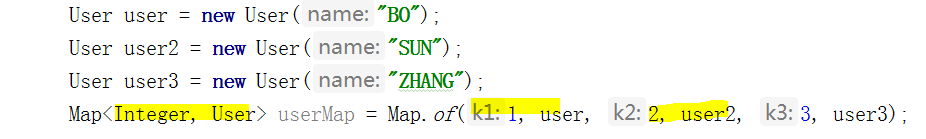 User user = new User( name: "BO");
User user2 = new User( name: "SUN");
User user3 = new User( name: "ZHANG");
Map<Integer, User> userMap = Map.of( k1: 1, user, k2: 2, user2, k3: 3, user3);